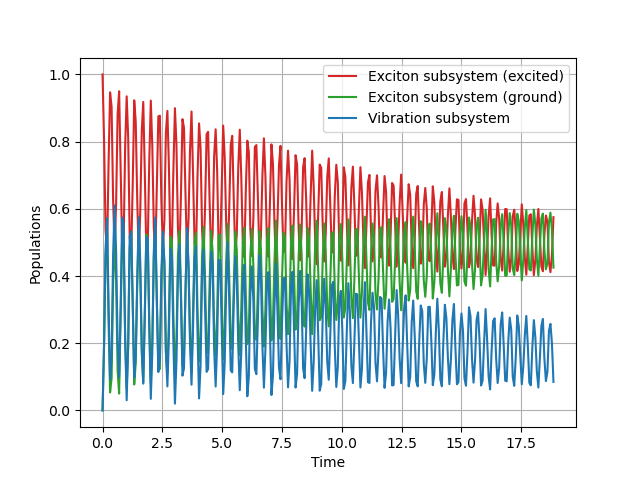 Exciton subsystem (excited)
Exciton subsystem (ground)
Vibration subsystem
1.0
0.8
0.6
0.4
0.2
0.0
Populations
0.0 2.5 5.0 7.5 10.0 12.5 15.0 17.5
Time